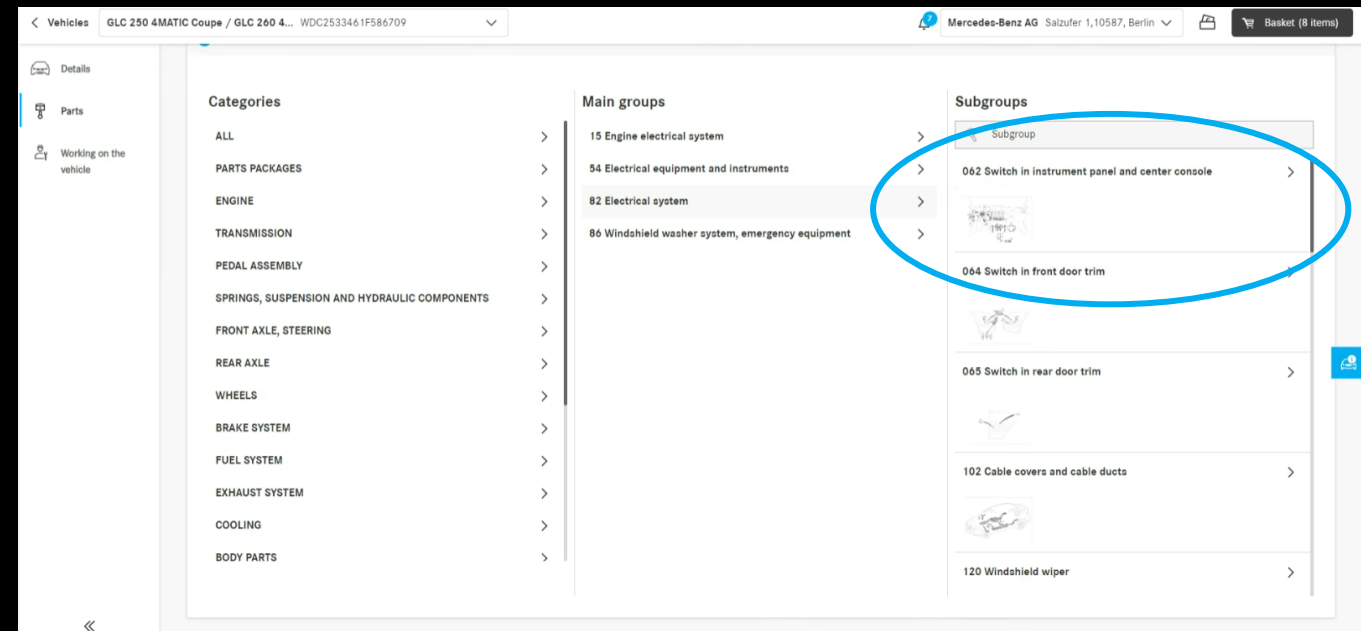 Vehicles
GLC 250 4MATIC Coupe / GLC 260 4... WDC2533461F586709
7
Mercedes-Benz AG Salzufer 1,10587, Berlin
Basket (8 items)
Details
Parts
Working on the
vehicle
Categories
ALL
PARTS PACKAGES
ENGINE
TRANSMISSION
PEDAL ASSEMBLY
SPRINGS, SUSPENSION AND HYDRAULIC COMPONENTS
FRONT AXLE, STEERING
REAR AXLE
WHEELS
BRAKE SYSTEM
FUEL SYSTEM
EXHAUST SYSTEM
COOLING
BODY PARTS
Main groups
15 Engine electrical system
54 Electrical equipment and instruments
82 Electrical system
86 Windshield washer system, emergency equipment
Subgroups
Subgroup
062 Switch in instrument panel and center console
064 Switch in front door trim
065 Switch in rear door trim
102 Cable covers and cable ducts
120 Windshield wiper